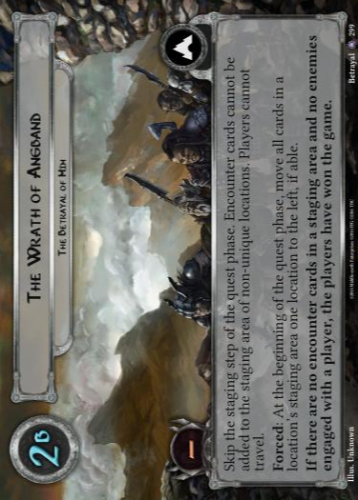 2B
THE WRATH OF ANGBAND
THE BETRAYAL OF MÎM
–
Skip the staging step of the quest phase. Encounter cards cannot be
added to the staging area of non-unique locations. Players cannot
travel.
Forced: At the beginning of the quest phase, move all cards in a
location's staging area one location to the left, if able.
If there are no encounter cards in a staging area and no enemies
engaged with a player, the players have won the game.
Illus. Unknown
Betrayal 299